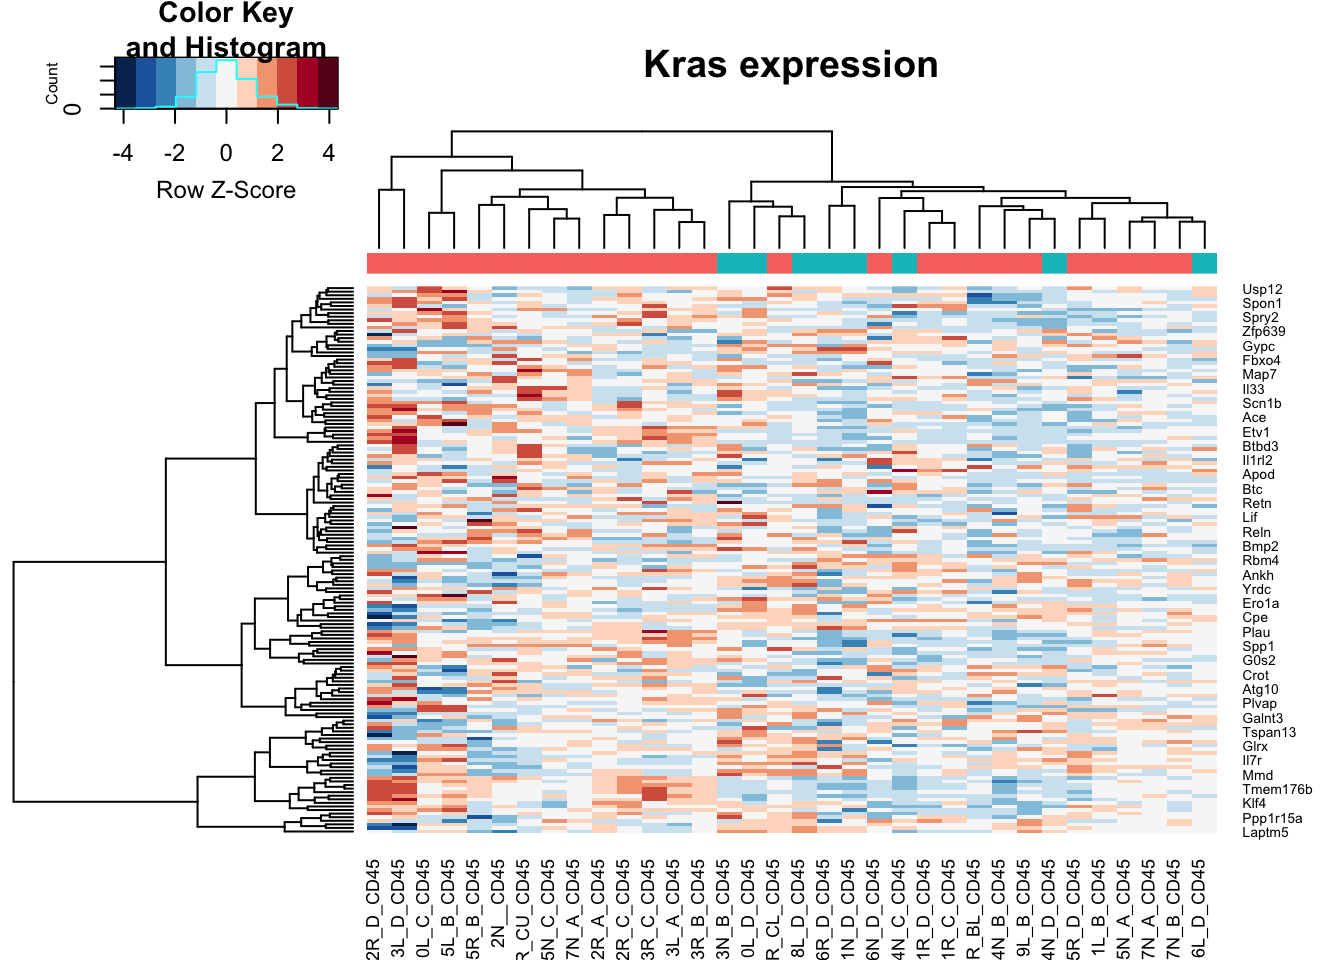 Color Key
and Histogram
Count
0
-4 -2 0 2 4
Row Z-Score
Kras expression
Usp12
Spon1
Spry2
Zfp639
Gypc
Fbxo4
Map7
Il33
Scn1b
Ace
Etv1
Btbd3
Il1rl2
Apod
Btc
Retn
Lif
Reln
Bmp2
Rbm4
Ankh
Yrdc
Ero1a
Cpe
Plau
Spp1
G0s2
Crot
Atg10
Plvap
Galnt3
Tspan13
Glrx
Il7r
Mmd
Tmem176b
Klf4
Ppp1r15a
Laptm5
2R_D_CD45
3L_D_CD45
0L_C_CD45
5L_B_CD45
5R_B_CD45
2N__CD45
R_CU_CD45
5N_C_CD45
7N_A_CD45
2R_A_CD45
2R_C_CD45
3R_C_CD45
3L_A_CD45
3R_B_CD45
3N_B_CD45
0L_D_CD45
R_CL_CD45
8L_D_CD45
6R_D_CD45
1N_D_CD45
6N_D_CD45
4N_C_CD45
1R_D_CD45
1R_C_CD45
R_BL_CD45
4N_B_CD45
9L_B_CD45
4N_D_CD45
5R_D_CD45
1L_B_CD45
5N_A_CD45
7N_A_CD45
7N_B_CD45
6L_D_CD45